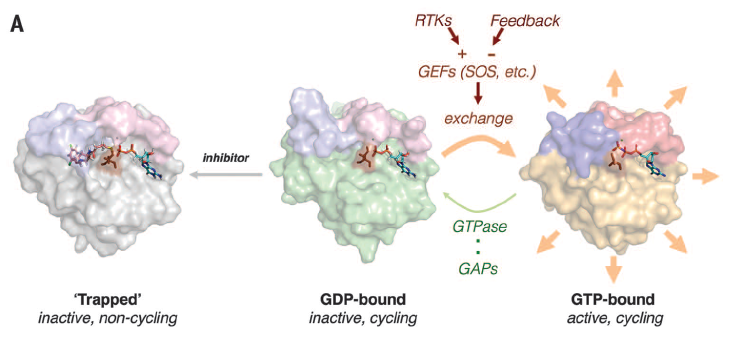 A
RTKs Feedback
+ –
GEFs (SOS, etc.)
exchange
inhibitor
GTPase
GAPs
'Trapped'
inactive, non-cycling
GDP-bound
inactive, cycling
GTP-bound
active, cycling